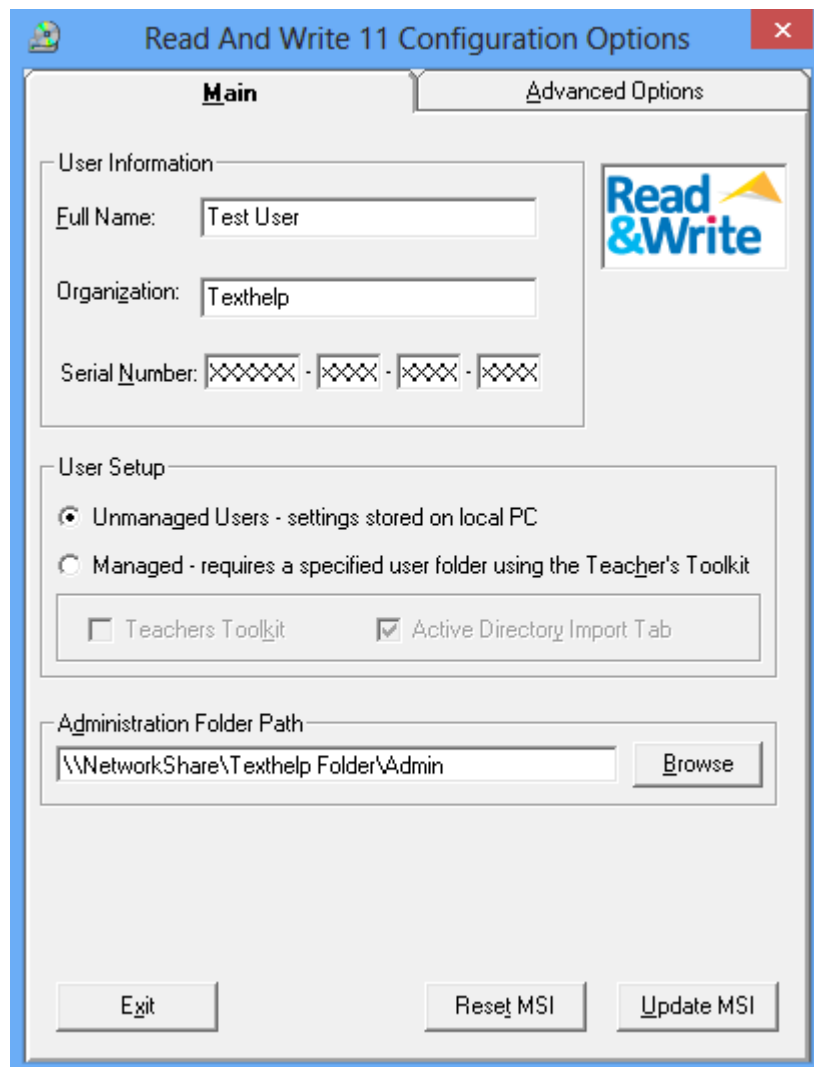 Read And Write 11 Configuration Options
Main
Advanced Options
User Information
Full Name:
Test User
Read
&Write
Organization:
Texthelp
Serial Number: XXXXXX - XXXX - XXXX - XXXX
User Setup
Unmanaged Users - settings stored on local PC
Managed - requires a specified user folder using the Teacher's Toolkit
Teachers Toolkit
Active Directory Import Tab
Administration Folder Path
\\NetworkShare\Texthelp Folder\Admin
Browse
Exit
Reset MSI
Update MSI